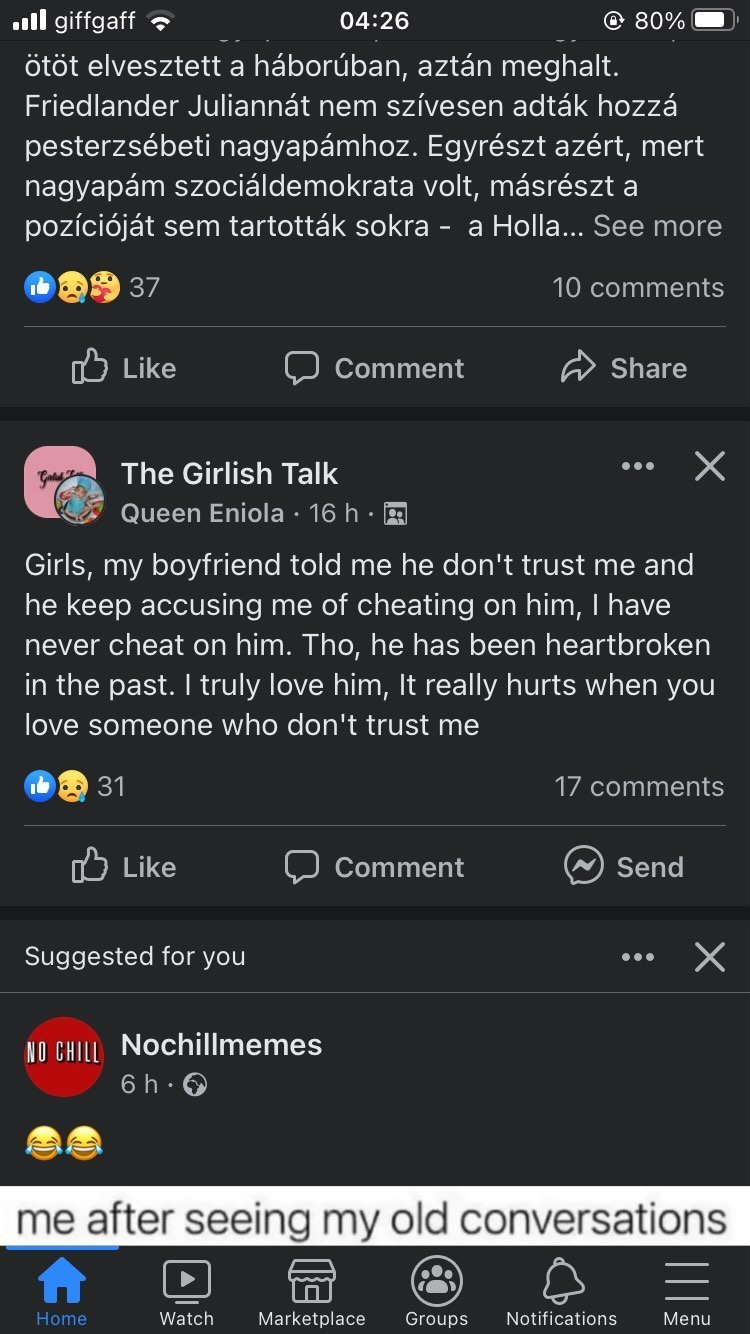 giffgaff 04:26 80%
ötöt elvesztett a háborúban, aztán meghalt.
Friedlander Juliannát nem szívesen adták hozzá
pesterzsébeti nagyapámhoz. Egyrészt azért, mert
nagyapám szociáldemokrata volt, másrészt a
pozícióját sem tartották sokra - a Holla... See more
37 10 comments
Like Comment Share
The Girlish Talk
Queen Eniola · 16 h ·
Girls, my boyfriend told me he don't trust me and
he keep accusing me of cheating on him, I have
never cheat on him. Tho, he has been heartbroken
in the past. I truly love him, It really hurts when you
love someone who don't trust me
31 17 comments
Like Comment Send
Suggested for you
NO CHILL
Nochillmemes
6 h ·
😂😂
me after seeing my old conversations
Home Watch Marketplace Groups Notifications Menu